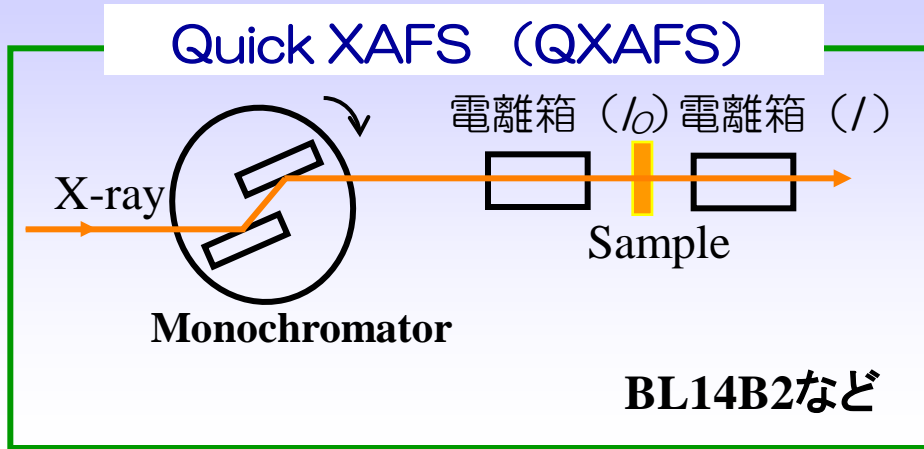 Quick XAFS （QXAFS）
電離箱（I0）電離箱（I）
X-ray
Sample
Monochromator
BL14B2など